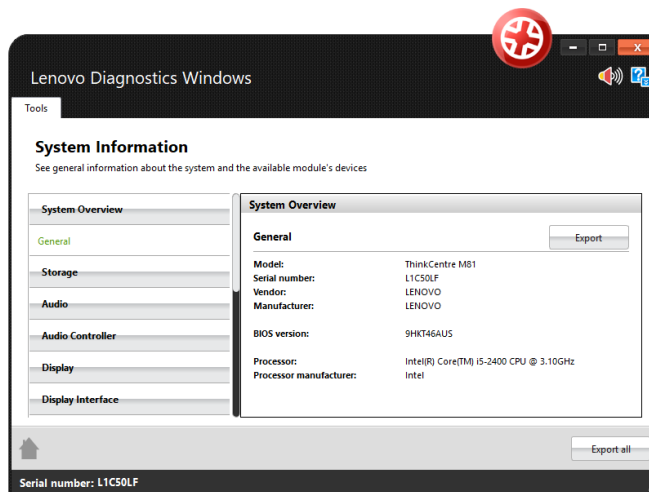 Lenovo Diagnostics Windows
Tools
System Information
See general information about the system and the available module's devices
System Overview
General
Storage
Audio
Audio Controller
Display
Display Interface
System Overview
General
Export
Model: ThinkCentre M81
Serial number: L1C50LF
Vendor: LENOVO
Manufacturer: LENOVO
BIOS version: 9HKT46AUS
Processor: Intel(R) Core(TM) i5-2400 CPU @ 3.10GHz
Processor manufacturer: Intel
Export all
Serial number: L1C50LF